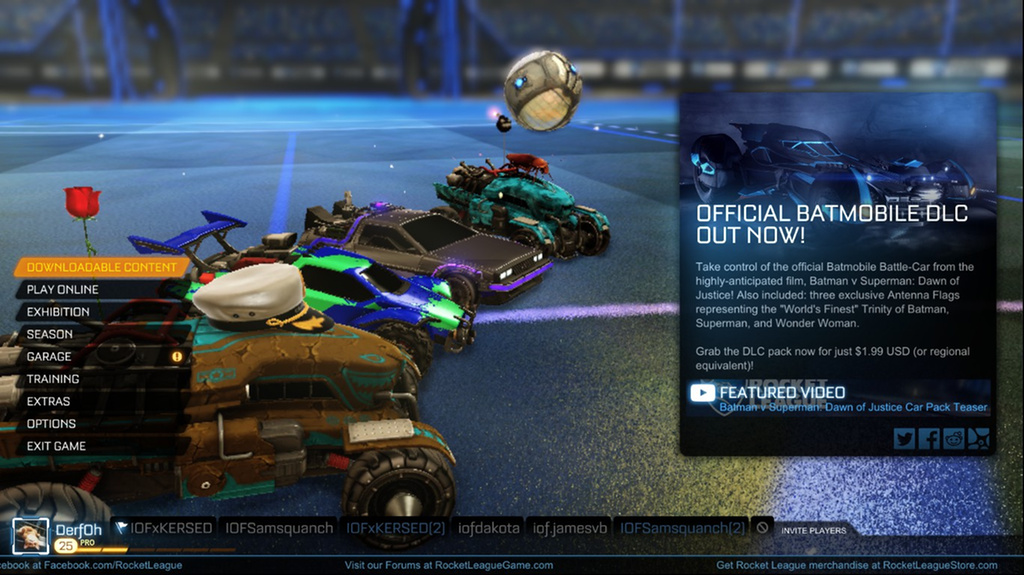 DOWNLOADABLE CONTENT
PLAY ONLINE
EXHIBITION
SEASON
GARAGE
TRAINING
EXTRAS
OPTIONS
EXIT GAME
OFFICIAL BATMOBILE DLC
OUT NOW!
Take control of the official Batmobile Battle-Car from the
highly-anticipated film, Batman v Superman: Dawn of
Justice! Also included: three exclusive Antenna Flags
representing the "World's Finest" Trinity of Batman,
Superman, and Wonder Woman.
Grab the DLC pack now for just $1.99 USD (or regional
equivalent)!
ROCKET
LEAGUE
FEATURED VIDEO
Batman v Superman: Dawn of Justice Car Pack Teaser
DerfOh
25 PRO
IOFxKERSED
IOFSamsquanch
IOFxKERSED[2]
iofdakota
iof.jamesvb
IOFSamsquanch[2]
INVITE PLAYERS
cebook at Facebook.com/RocketLeague
Visit our Forums at RocketLeagueGame.com
Get Rocket League merchandise at RocketLeagueStore.com